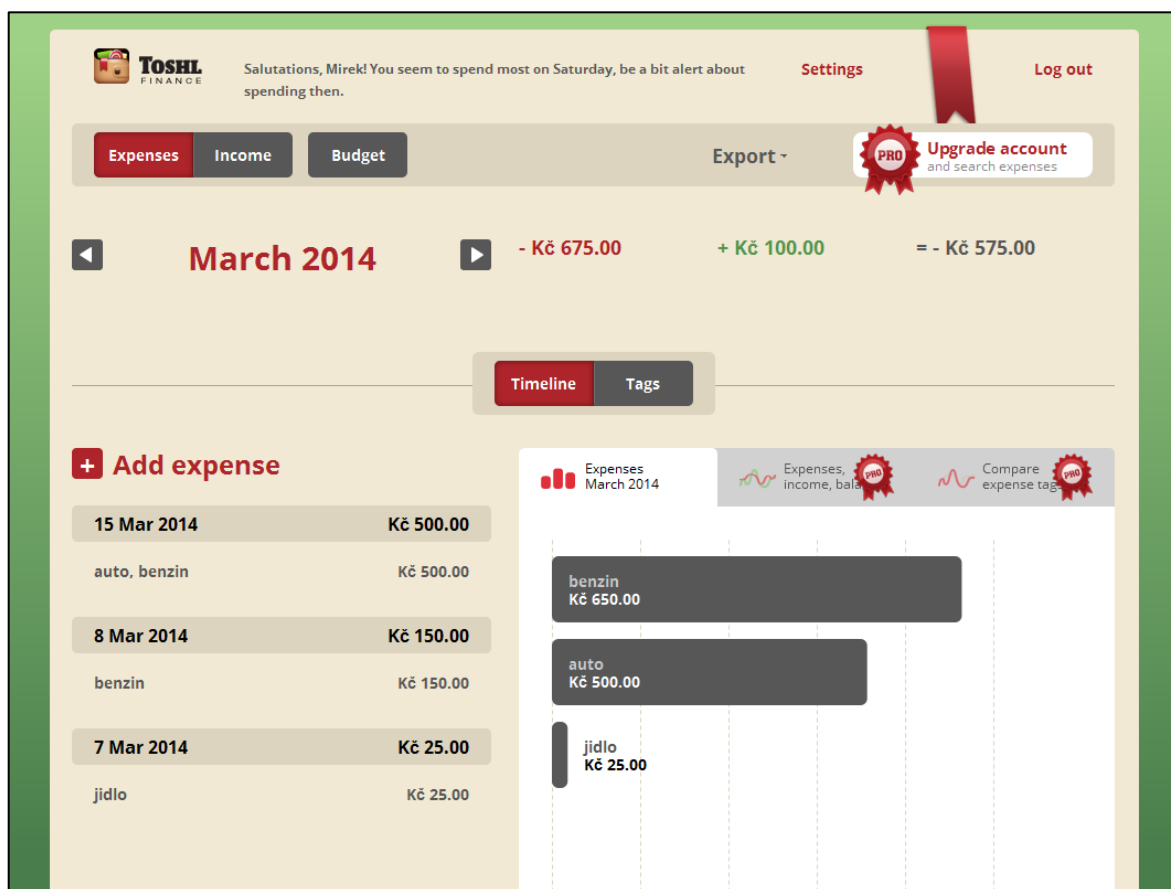 TOSHL
FINANCE
Salutations, Mirek! You seem to spend most on Saturday, be a bit alert about
spending then.
Settings
Log out
Expenses
Income
Budget
Export
PRO
Upgrade account
and search expenses
March 2014
- Kč 675.00
+ Kč 100.00
= - Kč 575.00
Timeline
Tags
+ Add expense
15 Mar 2014 Kč 500.00
auto, benzin Kč 500.00
8 Mar 2014 Kč 150.00
benzin Kč 150.00
7 Mar 2014 Kč 25.00
jidlo Kč 25.00
Expenses
March 2014
Expenses,
income, bala
PRO
Compare
expense tags
PRO
benzin
Kč 650.00
auto
Kč 500.00
jidlo
Kč 25.00